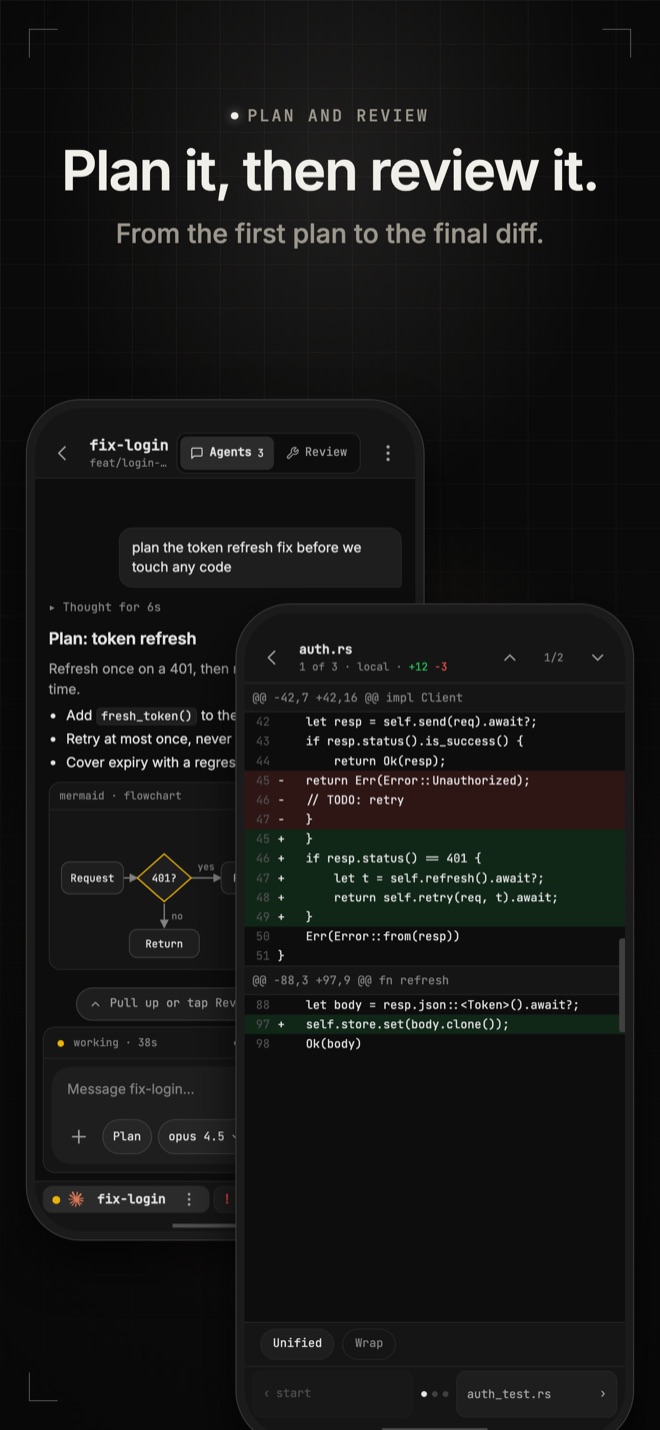 PLAN AND REVIEW
Plan it, then review it.
From the first plan to the final diff.
fix-login
feat/login-…
Agents 3
Review
plan the token refresh fix before we
touch any code
▸ Thought for 6s
Plan: token refresh
Refresh once on a 401, then
time.
• Add fresh_token() to the
• Retry at most once, never
• Cover expiry with a regres
mermaid · flowchart
Request
401?
yes
no
Return
Pull up or tap Rev
working · 38s
Message fix-login...
+ Plan opus 4.5
fix-login
!
auth.rs
1 of 3 · local · +12 -3
1/2
@@ -42,7 +42,16 @@ impl Client
42 let resp = self.send(req).await?;
43 if resp.status().is_success() {
44 return Ok(resp);
45 - return Err(Error::Unauthorized);
46 - // TODO: retry
47 - }
45 + }
46 + if resp.status() == 401 {
47 + let t = self.refresh().await?;
48 + return self.retry(req, t).await;
49 + }
50 Err(Error::from(resp))
51 }
@@ -88,3 +97,9 @@ fn refresh
88 let body = resp.json::<Token>().await?;
97 + self.store.set(body.clone());
98 Ok(body)
Unified
Wrap
‹ start
auth_test.rs ›